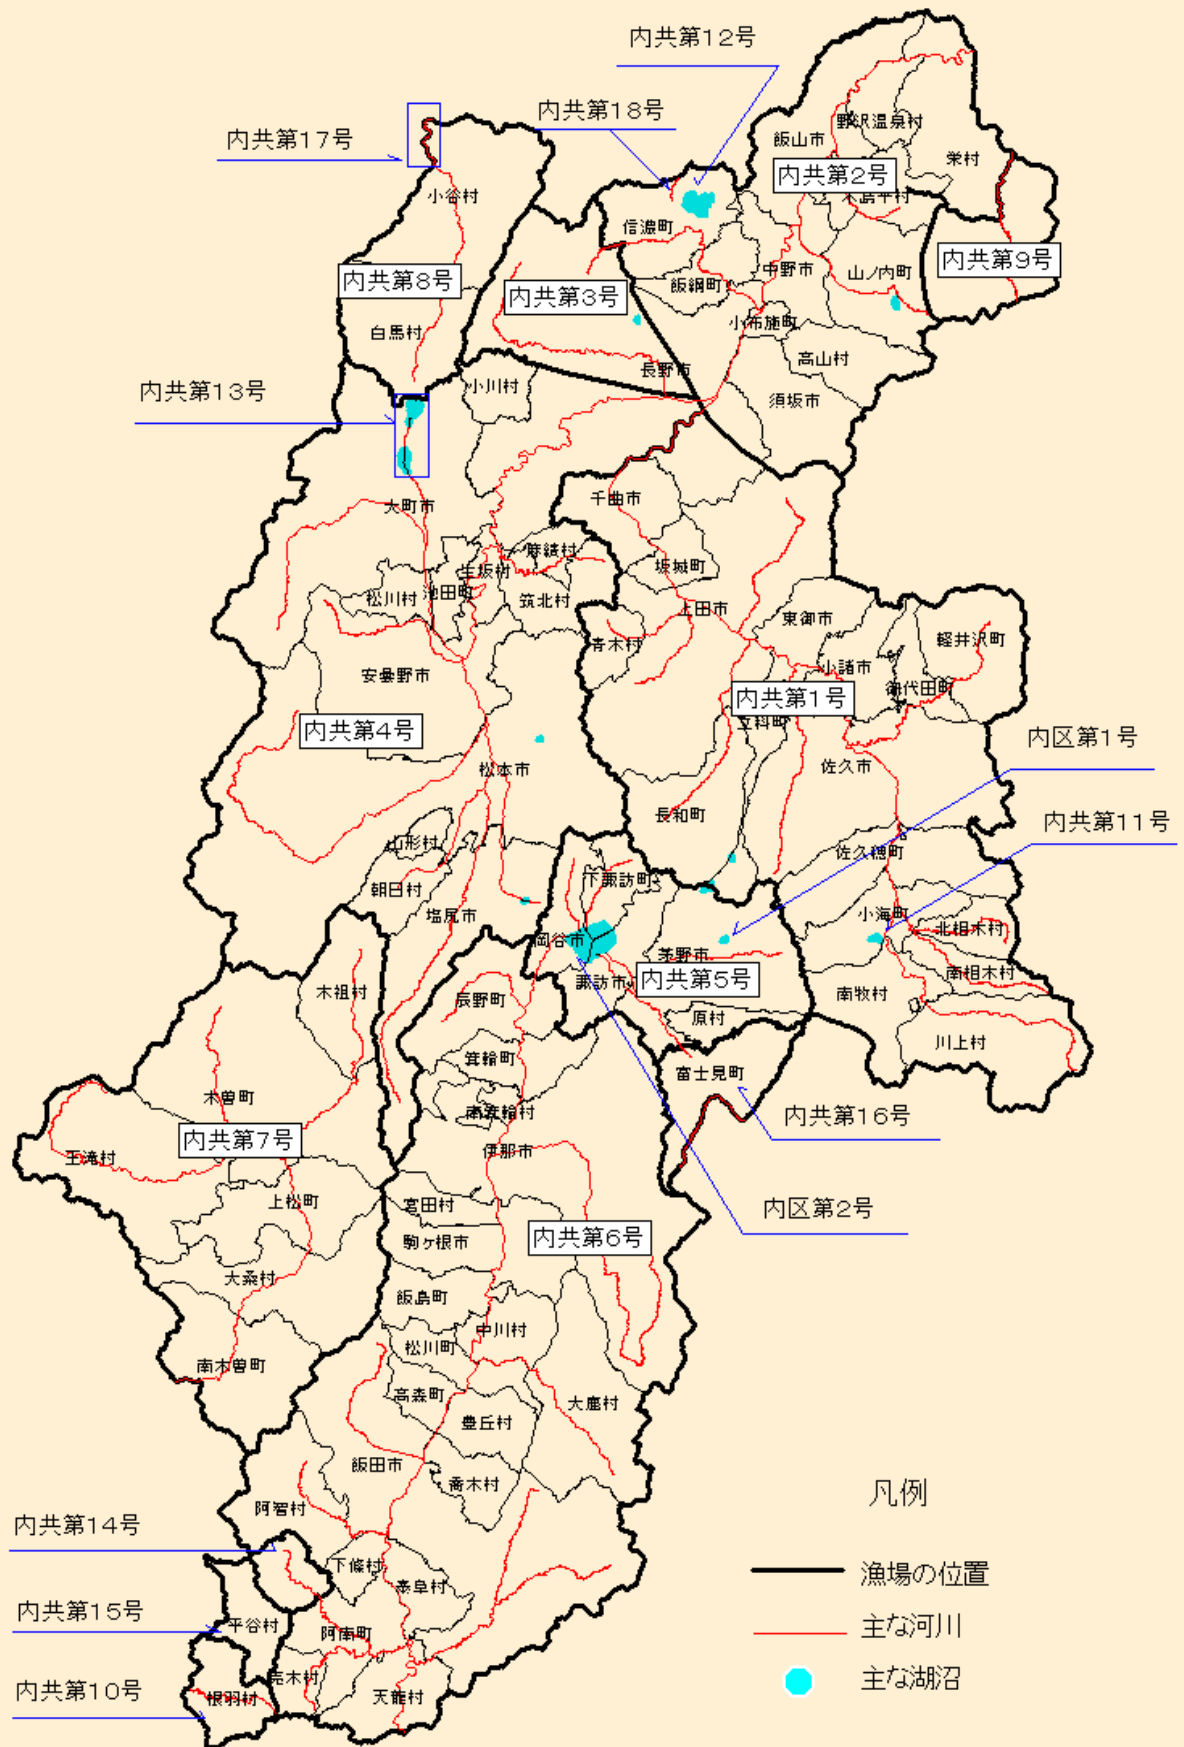 内共第12号
内共第18号
内共第17号
野沢温泉村
飯山市
栄村
内共第2号
木島平村
小谷村
信濃町
内共第9号
中野市
山ノ内町
内共第8号
飯綱町
内共第3号
小布施町
白馬村
高山村
長野市
内共第13号
小川村
須坂市
千曲市
大町市
麻績村
坂城町
生坂村
池田町
松川村
筑北村
上田市
東御市
青木村
軽井沢町
小諸市
安曇野市
御代田町
内共第1号
立科町
内共第4号
内区第1号
佐久市
松本市
長和町
内共第11号
山形村
佐久穂町
下諏訪町
朝日村
塩尻市
小海町
北相木村
岡谷市
茅野市
南相木村
内共第5号
諏訪市
木祖村
南牧村
辰野町
原村
川上村
箕輪町
富士見町
木曽町
南箕輪村
内共第16号
内共第7号
伊那市
王滝村
上松町
宮田村
内区第2号
駒ヶ根市
内共第6号
大桑村
飯島町
中川村
松川町
南木曽町
高森町
大鹿村
豊丘村
飯田市
喬木村
凡例
阿智村
内共第14号
下條村
漁場の位置
泰阜村
内共第15号
平谷村
阿南町
主な河川
売木村
主な湖沼
内共第10号
根羽村
天龍村